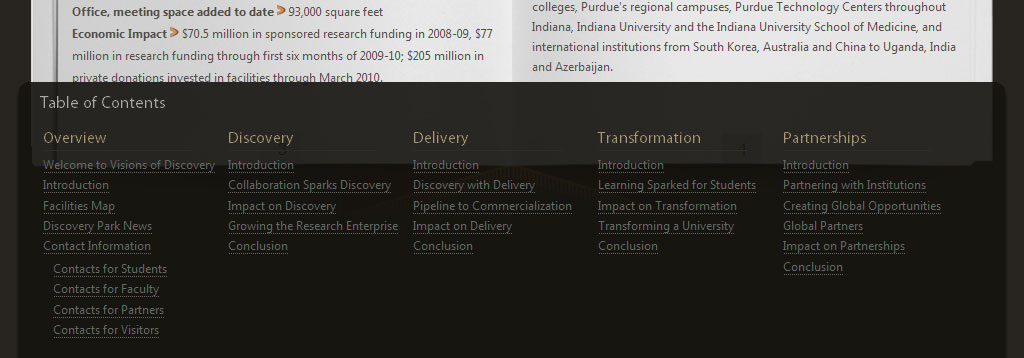 Office, meeting space added to date > 93,000 square feet
Economic Impact > $70.5 million in sponsored research funding in 2008-09, $77
million in research funding through first six months of 2009-10; $205 million in
private donations invested in facilities through March 2010.
colleges, Purdue's regional campuses, Purdue Technology Centers throughout
Indiana, Indiana University and the Indiana University School of Medicine, and
international institutions from South Korea, Australia and China to Uganda, India
and Azerbaijan.
Table of Contents
Overview
Welcome to Visions of Discovery
Introduction
Facilities Map
Discovery Park News
Contact Information
Contacts for Students
Contacts for Faculty
Contacts for Partners
Contacts for Visitors
Discovery
Introduction
Collaboration Sparks Discovery
Impact on Discovery
Growing the Research Enterprise
Conclusion
Delivery
Introduction
Discovery with Delivery
Pipeline to Commercialization
Impact on Delivery
Conclusion
Transformation
Introduction
Learning Sparked for Students
Impact on Transformation
Transforming a University
Conclusion
Partnerships
Introduction
Partnering with Institutions
Creating Global Opportunities
Global Partners
Impact on Partnerships
Conclusion
4